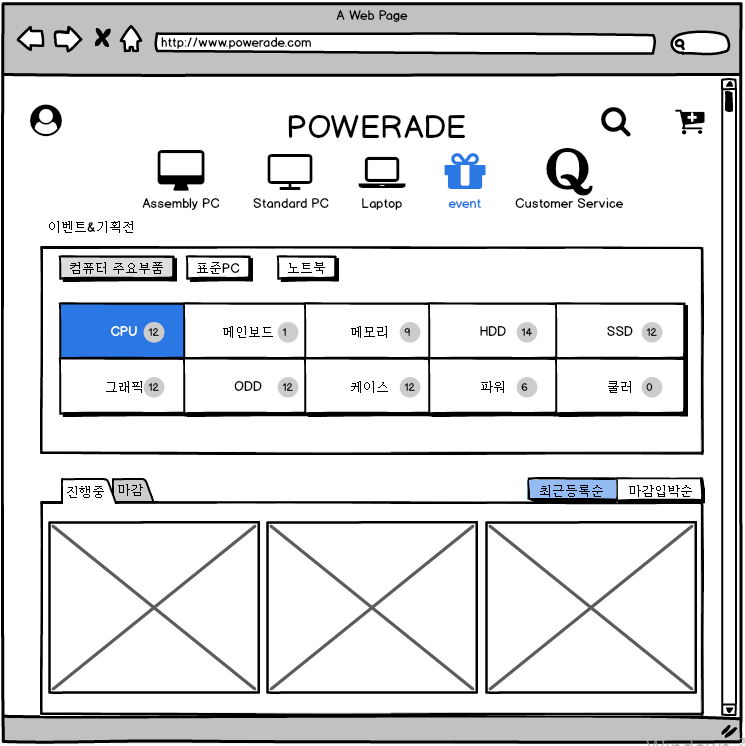 A Web Page
http://www.powerade.com
POWERADE
Assembly PC Standard PC Laptop event Customer Service
이벤트&기획전
컴퓨터 주요부품 표준PC 노트북
CPU 12 메인보드 1 메모리 9 HDD 14 SSD 12
그래픽 12 ODD 12 케이스 12 파워 6 쿨러 0
진행중 마감 최근등록순 마감입박순